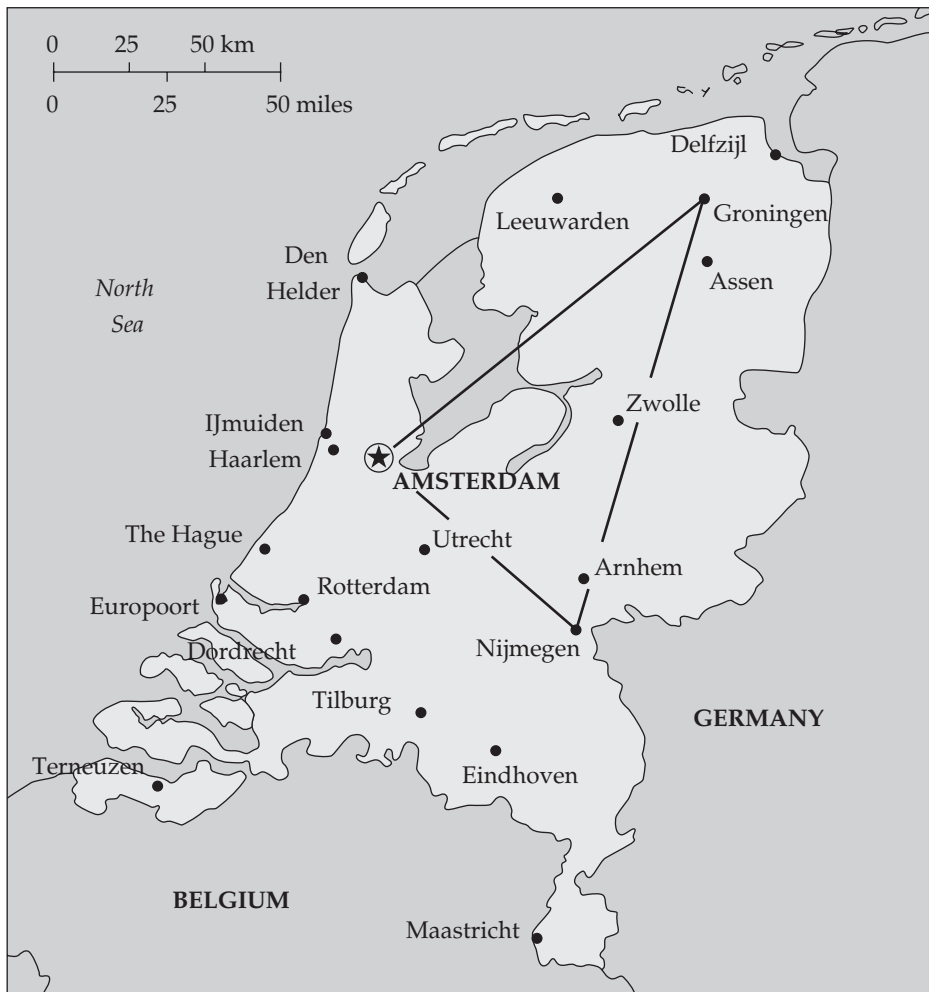 0 25 50 km
0 25 50 miles
Delfzijl
Leeuwarden
Groningen
Den
Helder
Assen
North
Sea
Zwolle
IJmuiden
Haarlem
AMSTERDAM
The Hague
Utrecht
Arnhem
Europoort
Rotterdam
Nijmegen
Dordrecht
Tilburg
GERMANY
Terneuzen
Eindhoven
BELGIUM
Maastricht